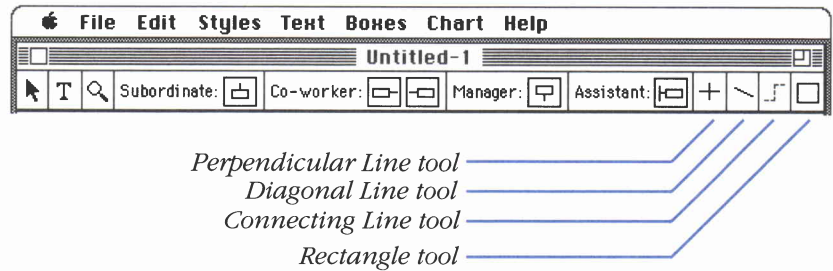 File Edit Styles Text Boxes Chart Help
Untitled-1
T Subordinate: Co-worker: Manager: Assistant:
Perpendicular Line tool
Diagonal Line tool
Connecting Line tool
Rectangle tool